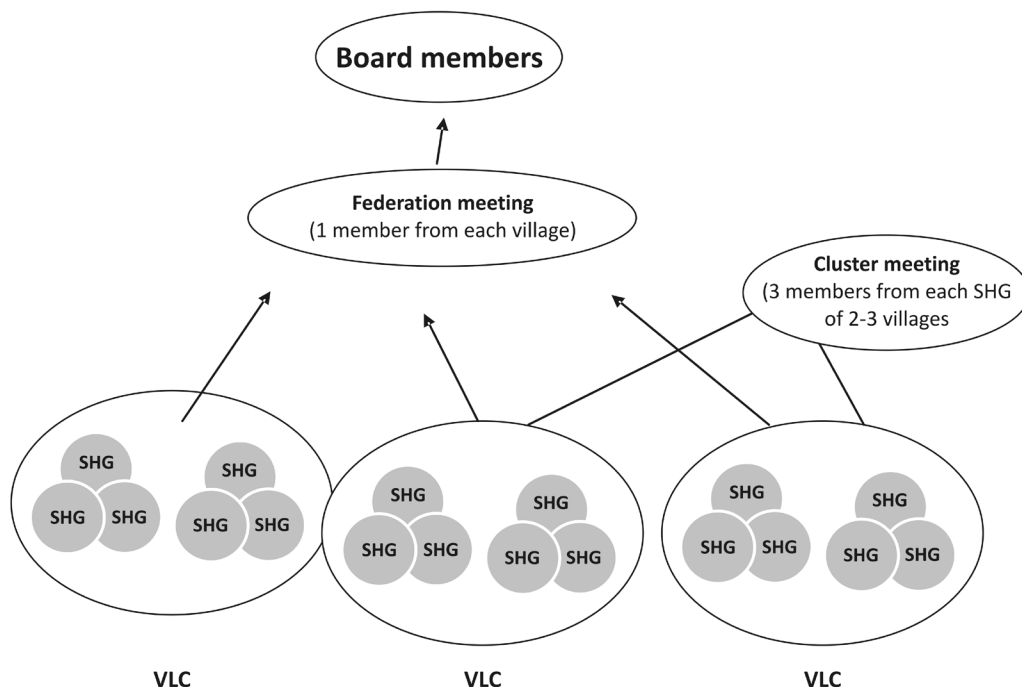 Board members
Federation meeting
(1 member from each village)
Cluster meeting
(3 members from each SHG
of 2-3 villages
SHG
SHG
SHG SHG
SHG SHG
SHG
SHG
SHG SHG
SHG SHG
SHG
SHG
SHG SHG
SHG SHG
VLC
VLC
VLC